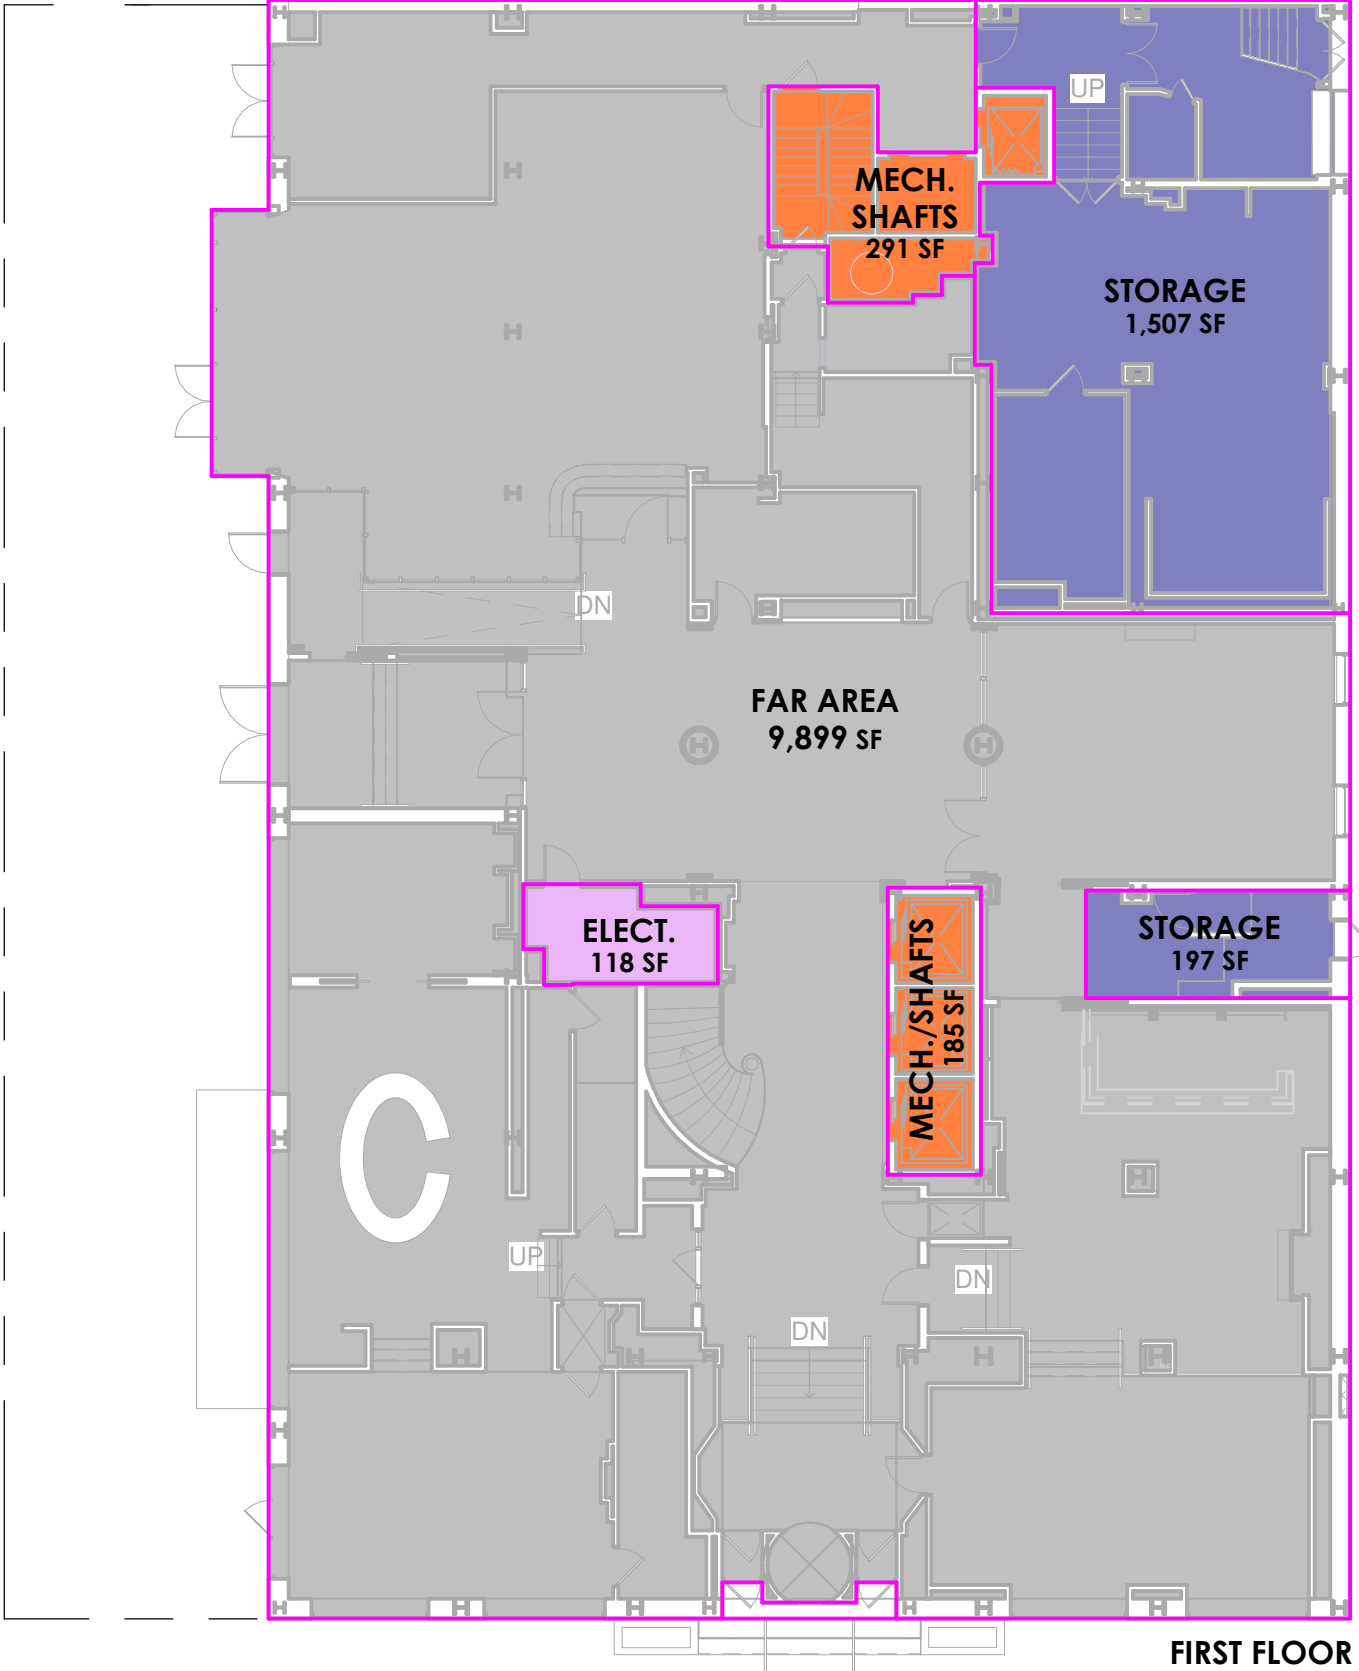 UP
MECH.
SHAFTS
291 SF
STORAGE
1,507 SF
DN
FAR AREA
9,899 SF
ELECT.
118 SF
MECH./SHAFTS
185 SF
STORAGE
197 SF
C
UP
DN
DN
FIRST FLOOR